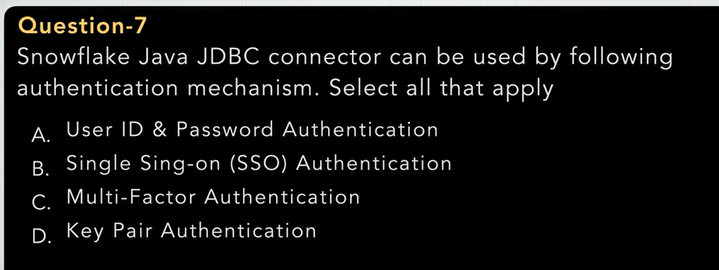 Question-7
Snowflake Java JDBC connector can be used by following
authentication mechanism. Select all that apply
A. User ID & Password Authentication
B. Single Sing-on (SSO) Authentication
C. Multi-Factor Authentication
D. Key Pair Authentication